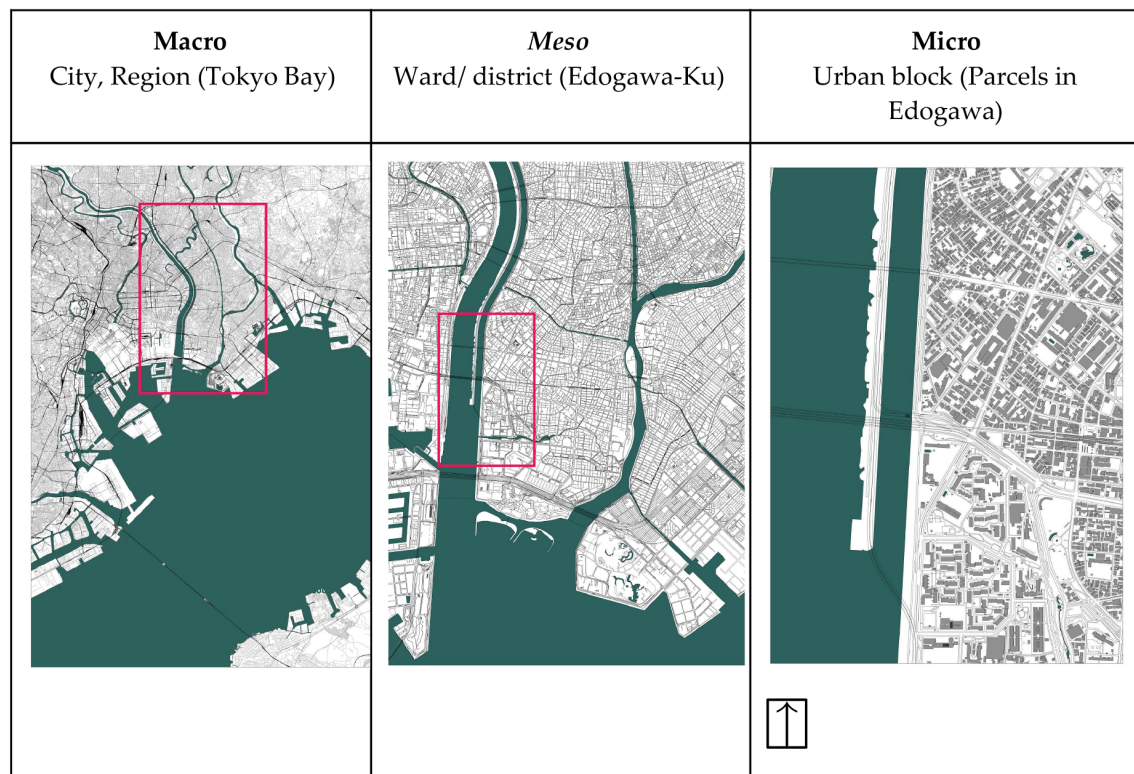 Macro
City, Region (Tokyo Bay)
Meso
Ward/ district (Edogawa-Ku)
Micro
Urban block (Parcels in
Edogawa)